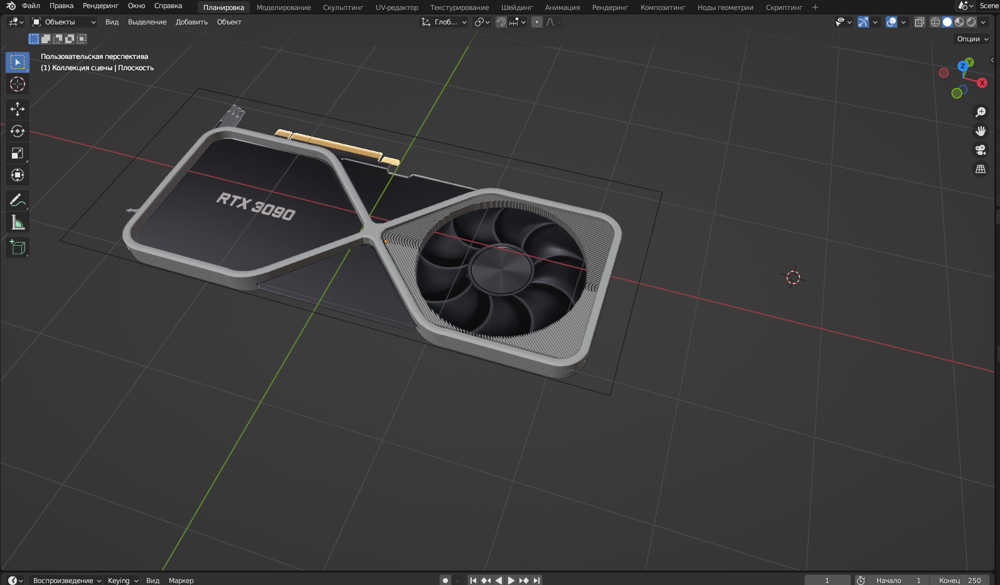 Файл Правка Рендеринг Окно Справка Планировка Моделирование Скульптинг UV-редактор Текстурирование Шейдинг Анимация Рендеринг Композитинг Ноды геометрии Скриптинг + Scene
Объекты Вид Выделение Добавить Объект Глоб...
Опции
Пользовательская перспектива
(1) Коллекция сцены | Плоскость
Z Y
X
RTX 3090
Воспроизведение Keying Вид Маркер 1 Начало 1 Конец 250